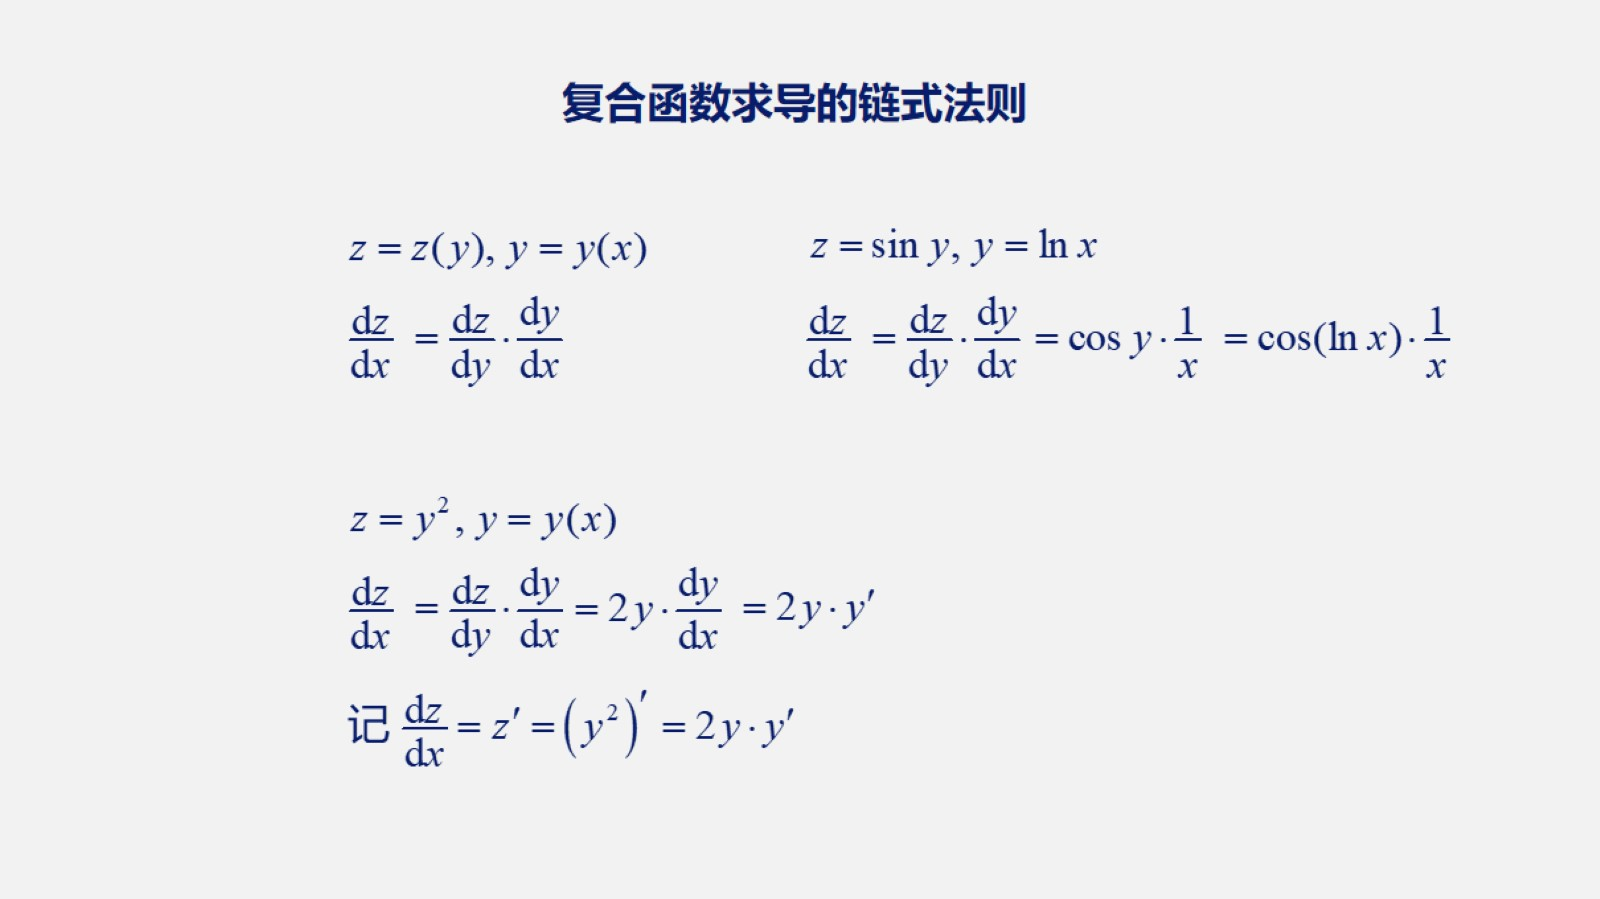 复合函数求导的链式法则
z = z(y), y = y(x)
dz/dx = dz/dy · dy/dx
z = sin y, y = ln x
dz/dx = dz/dy · dy/dx = cos y · 1/x = cos(ln x) · 1/x
z = y², y = y(x)
dz/dx = dz/dy · dy/dx = 2y · dy/dx = 2y · y′
记 dz/dx = z′ = (y²)′ = 2y · y′